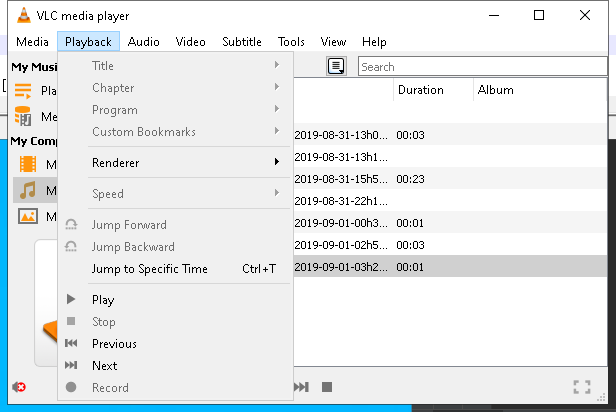 VLC media player
Media Playback Audio Video Subtitle Tools View Help
My Musi
Pla
Me
My Comp
M
M
M
Title
Chapter
Program
Custom Bookmarks
Renderer
Speed
Jump Forward
Jump Backward
Jump to Specific Time Ctrl+T
Play
Stop
Previous
Next
Record
Search
Duration Album
2019-08-31-13h0... 00:03
2019-08-31-13h1...
2019-08-31-15h5... 00:23
2019-08-31-22h1...
2019-09-01-00h3... 00:01
2019-09-01-02h5... 00:03
2019-09-01-03h2... 00:01